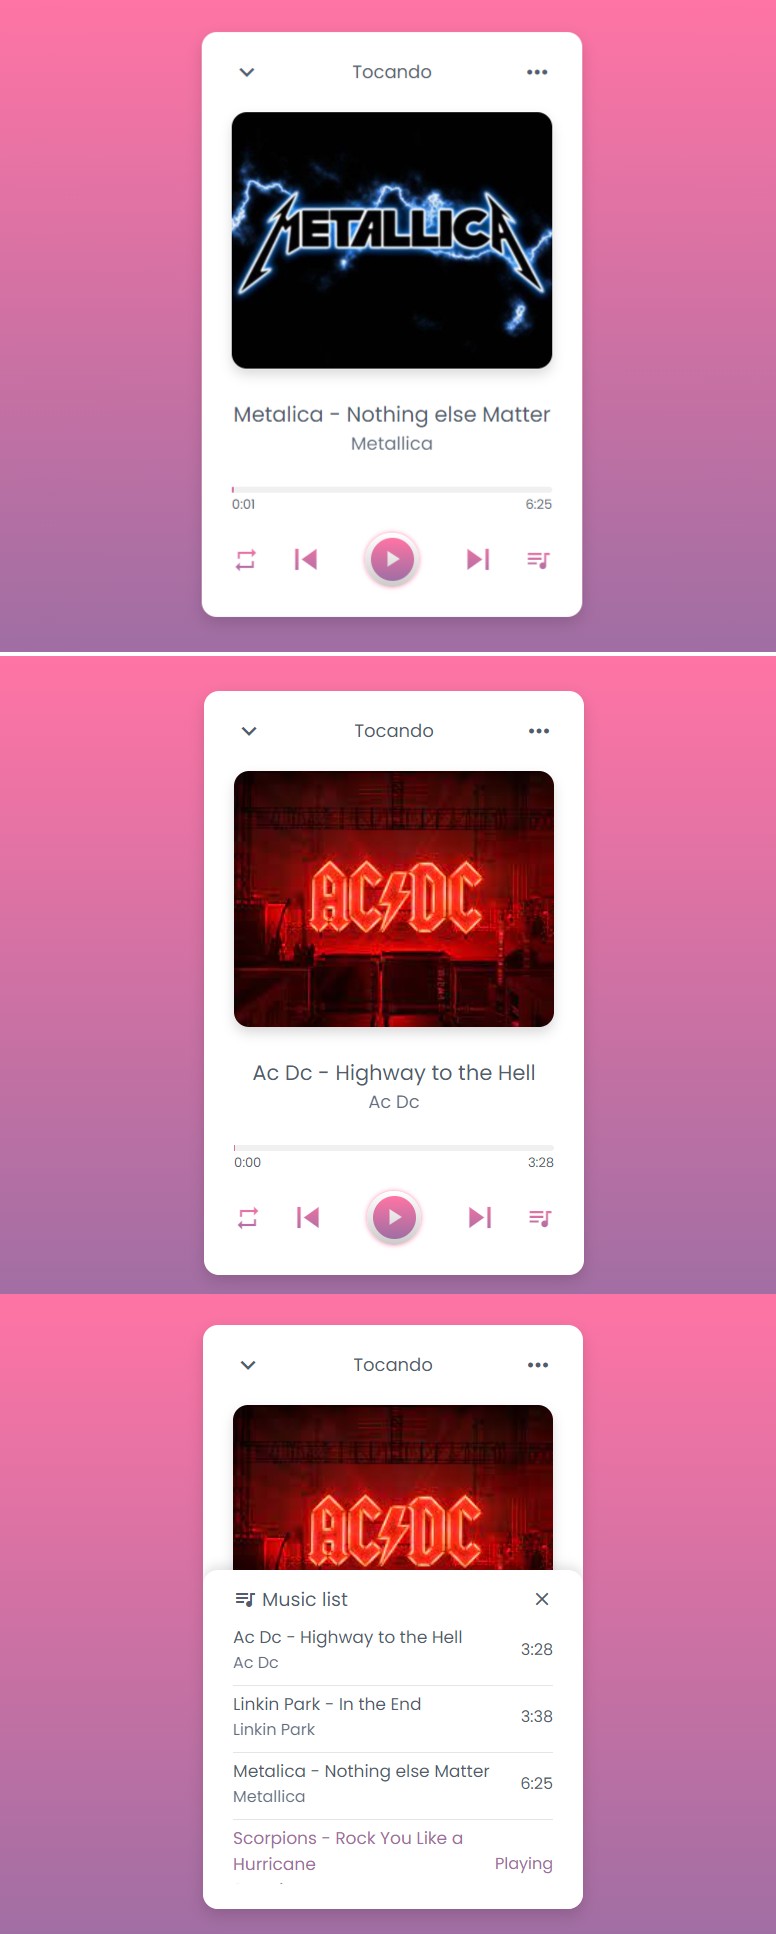 Tocando
METALLICA
Metalica - Nothing else Matter
Metallica
0:01 6:25
Tocando
AC DC
Ac Dc - Highway to the Hell
Ac Dc
0:00 3:28
Tocando
AC DC
Music list
Ac Dc - Highway to the Hell
Ac Dc
3:28
Linkin Park - In the End
Linkin Park
3:38
Metalica - Nothing else Matter
Metallica
6:25
Scorpions - Rock You Like a
Hurricane
Playing